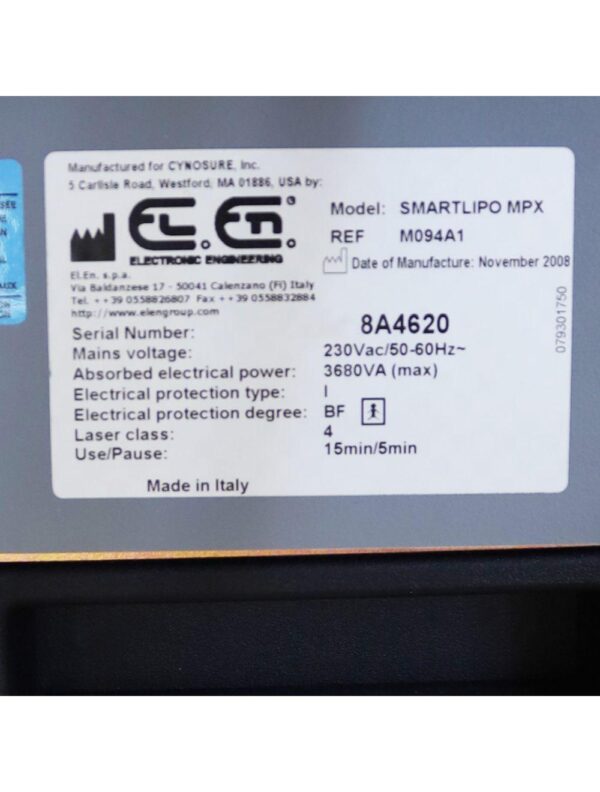 Manufactured for CYNOSURE, Inc.
5 Carlisle Road, Westford, MA 01886, USA by:
EL.En.®
ELECTRONIC ENGINEERING
El.En. s.p.a.
Via Baldanzese 17 - 50041 Calenzano (Fi) Italy
Tel. ++39 0558826807 Fax ++39 0558832884
http://www.elengroup.com
Model: SMARTLIPO MPX
REF M094A1
Date of Manufacture: November 2008
Serial Number: 8A4620
Mains voltage: 230Vac/50-60Hz~
Absorbed electrical power: 3680VA (max)
Electrical protection type: I
Electrical protection degree: BF
Laser class: 4
Use/Pause: 15min/5min
Made in Italy
079301750